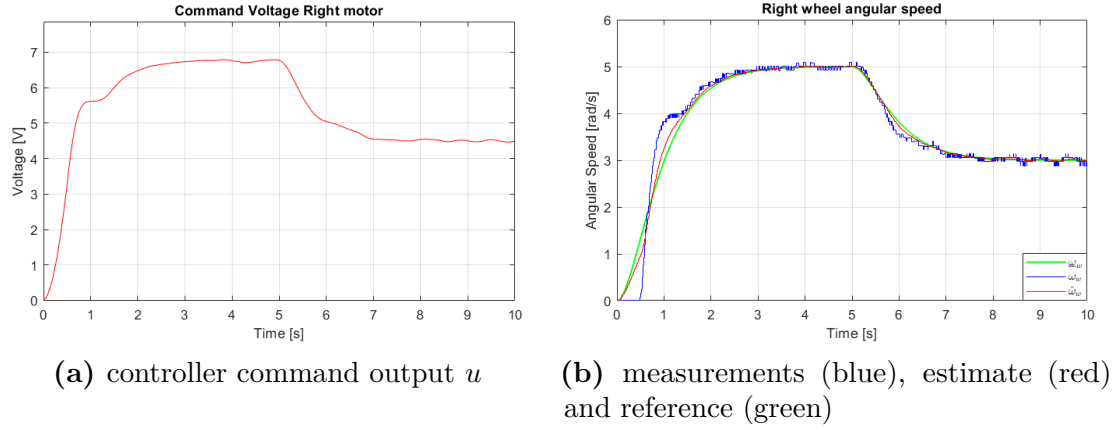 Command Voltage Right motor
Voltage [V]
7
6
5
4
3
2
1
0
0 1 2 3 4 5 6 7 8 9 10
Time [s]
(a) controller command output u
Right wheel angular speed
Angular Speed [rad/s]
6
5
4
3
2
1
0
0 1 2 3 4 5 6 7 8 9 10
Time [s]
ω_w
ω̂_w
(b) measurements (blue), estimate (red)
and reference (green)